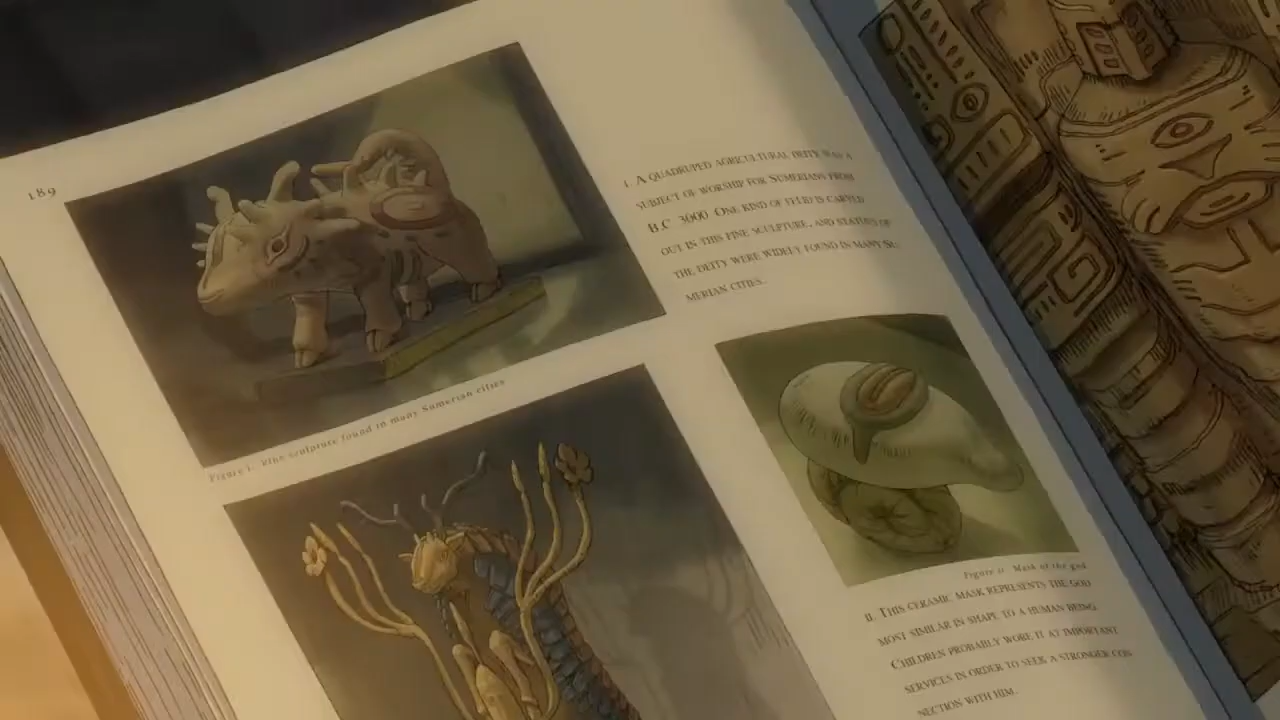 189
I. A QUADRUPED AGRICULTURAL DEITY WAS A
SUBJECT OF WORSHIP FOR SUMERIANS FROM
B.C 3600 ONE KIND OF FELID IS CARVED
OUT IN THIS FINE SCULPTURE, AND STATUES OF
THE DEITY WERE WIDELY FOUND IN MANY SU-
MERIAN CITIES.
Figure I. Fine sculpture found in many Sumerian cities
Figure II. Mask of the god
II. THIS CERAMIC MASK REPRESENTS THE GOD
MOST SIMILAR IN SHAPE TO A HUMAN BEING.
CHILDREN PROBABLY WORE IT AT IMPORTANT
SERVICES IN ORDER TO SEEK A STRONGER CON-
NECTION WITH HIM.